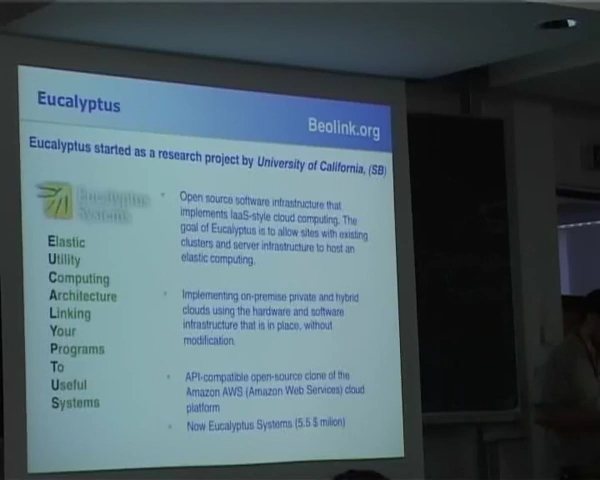 Eucalyptus
Beolink.org
Eucalyptus started as a research project by University of California, (SB)
Eucalyptus
Systems
Elastic
Utility
Computing
Architecture
Linking
Your
Programs
To
Useful
Systems
Open source software infrastructure that
implements IaaS-style cloud computing. The
goal of Eucalyptus is to allow sites with existing
clusters and server infrastructure to host an
elastic computing.
Implementing on-premise private and hybrid
clouds using the hardware and software
infrastructure that is in place, without
modification.
API-compatible open-source clone of the
Amazon AWS (Amazon Web Services) cloud
platform
Now Eucalyptus Systems (5.5 $ milion)